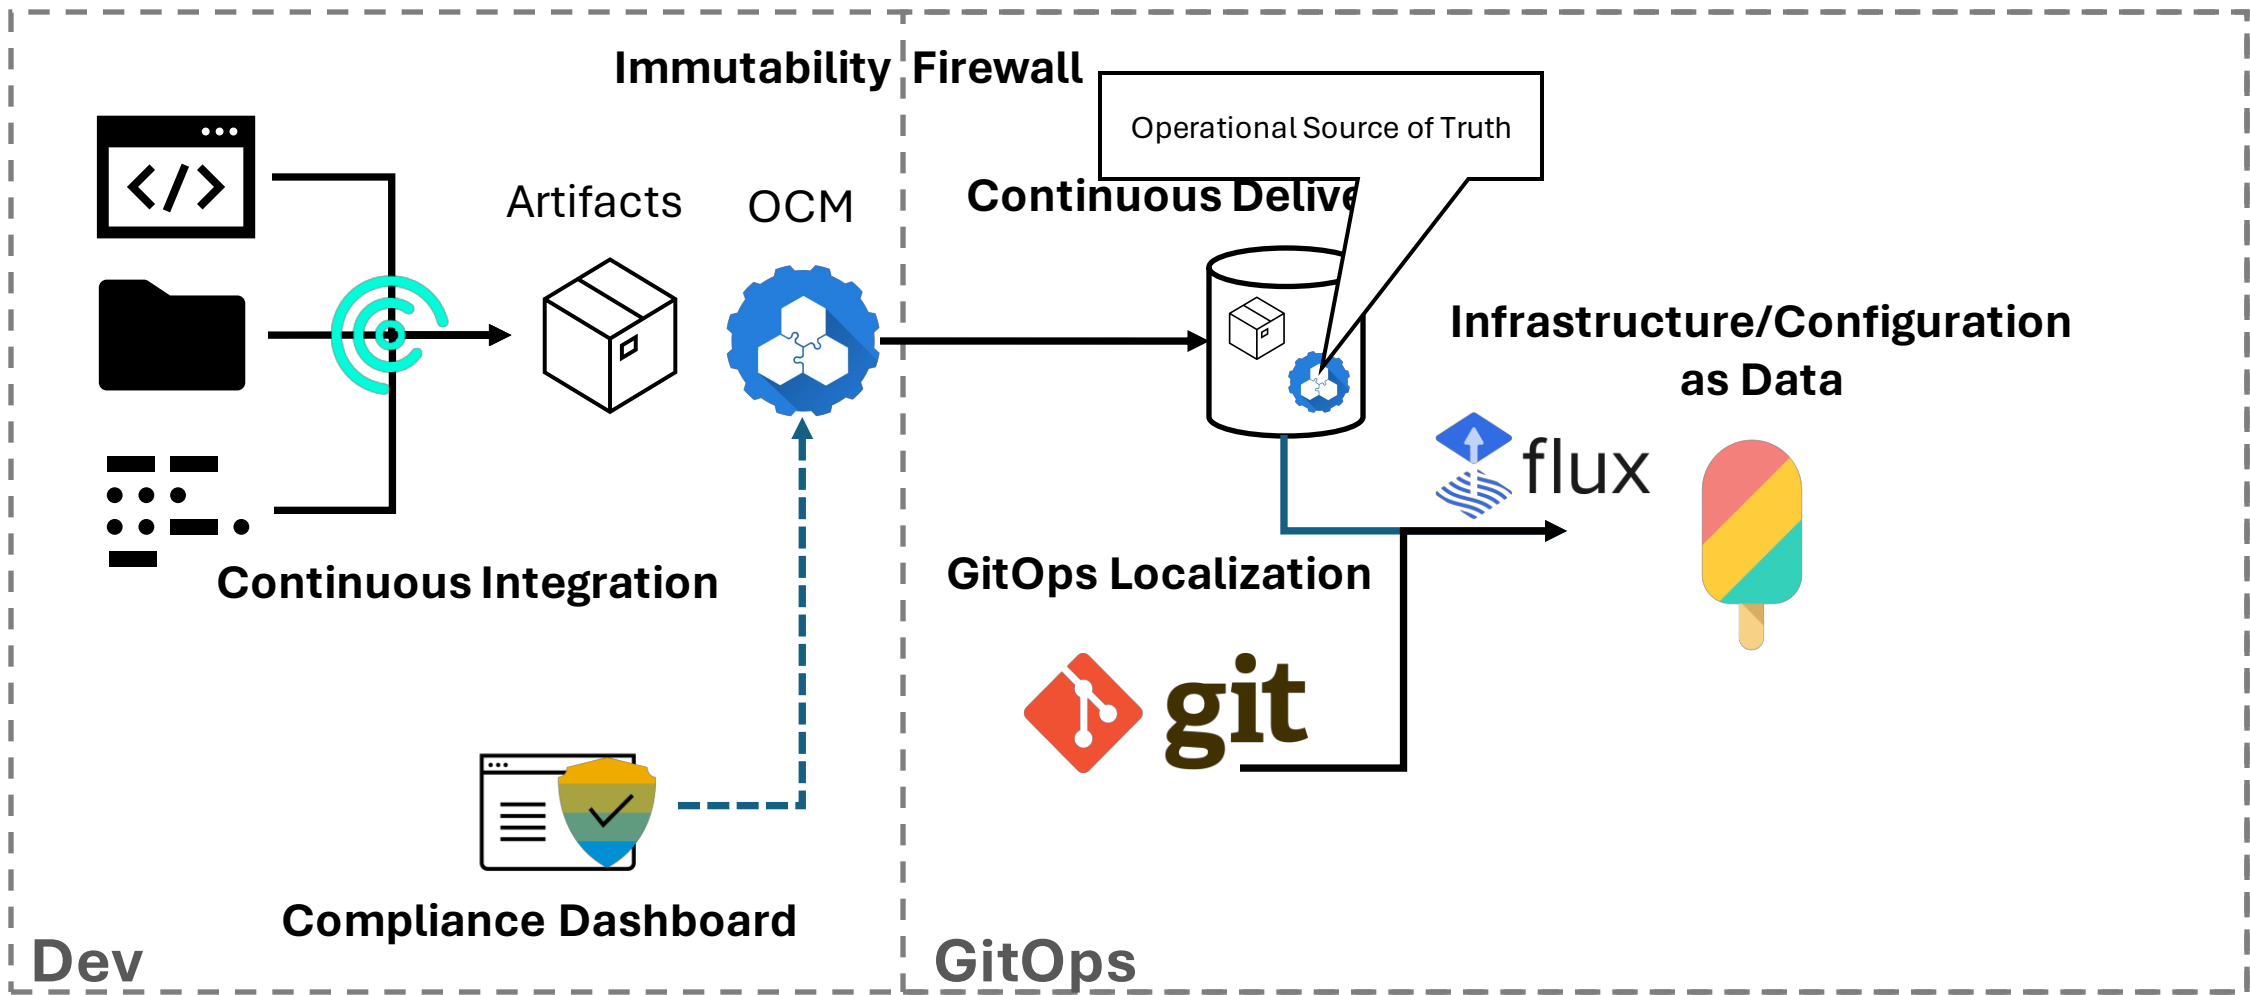 Immutability Firewall
Operational Source of Truth
Artifacts
OCM
Continuous Delive
Infrastructure/Configuration
as Data
flux
Continuous Integration
GitOps Localization
git
Compliance Dashboard
Dev
GitOps